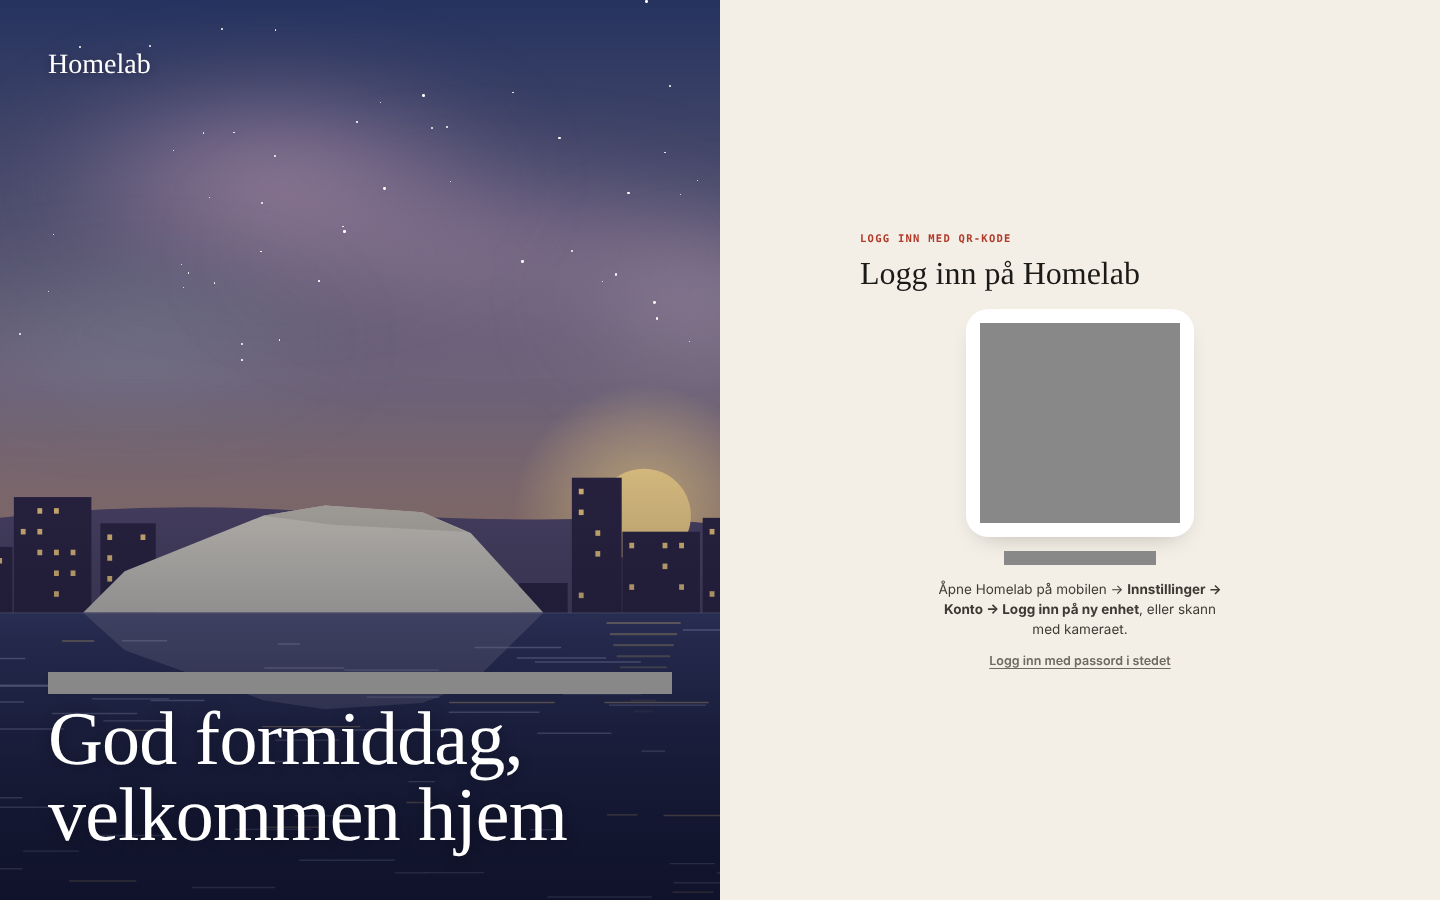 Homelab
God formiddag,
velkommen hjem
LOGG INN MED QR-KODE
Logg inn på Homelab
Åpne Homelab på mobilen → Innstillinger →
Konto → Logg inn på ny enhet, eller skann
med kameraet.
Logg inn med passord i stedet